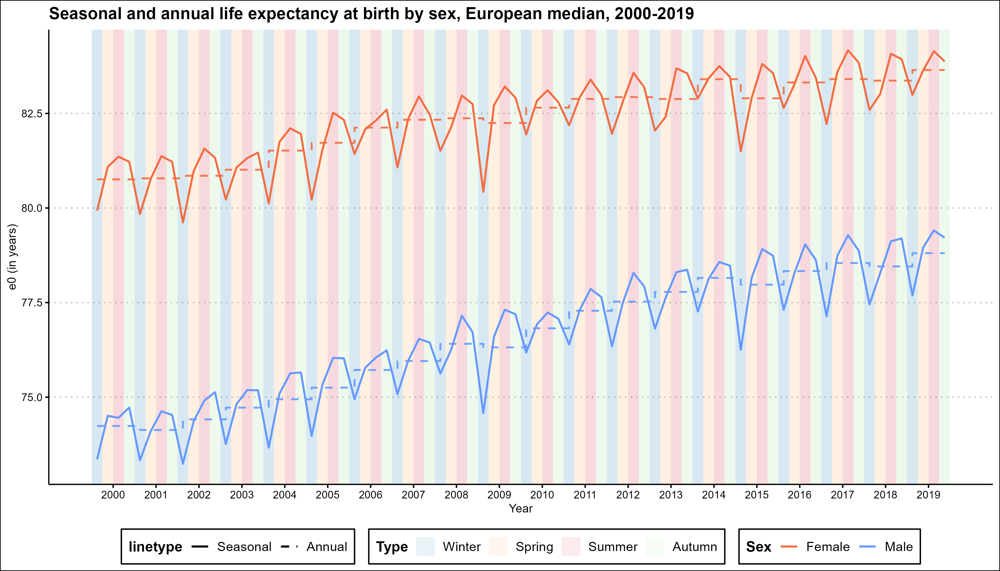 Seasonal and annual life expectancy at birth by sex, European median, 2000-2019
e0 (in years)
82.5
80.0
77.5
75.0
2000 2001 2002 2003 2004 2005 2006 2007 2008 2009 2010 2011 2012 2013 2014 2015 2016 2017 2018 2019
Year
linetype Seasonal Annual Type Winter Spring Summer Autumn Sex Female Male